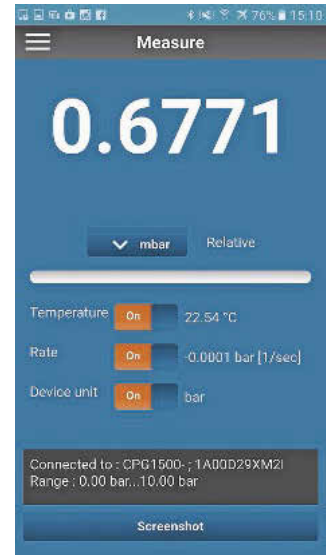 76% 15:10
Measure
0.6771
mbar Relative
Temperature On 22.54 °C
Rate On -0.0001 bar [1/sec]
Device unit On bar
Connected to : CPG1500- ; 1A00D29XM2I
Range : 0.00 bar...10.00 bar
Screenshot